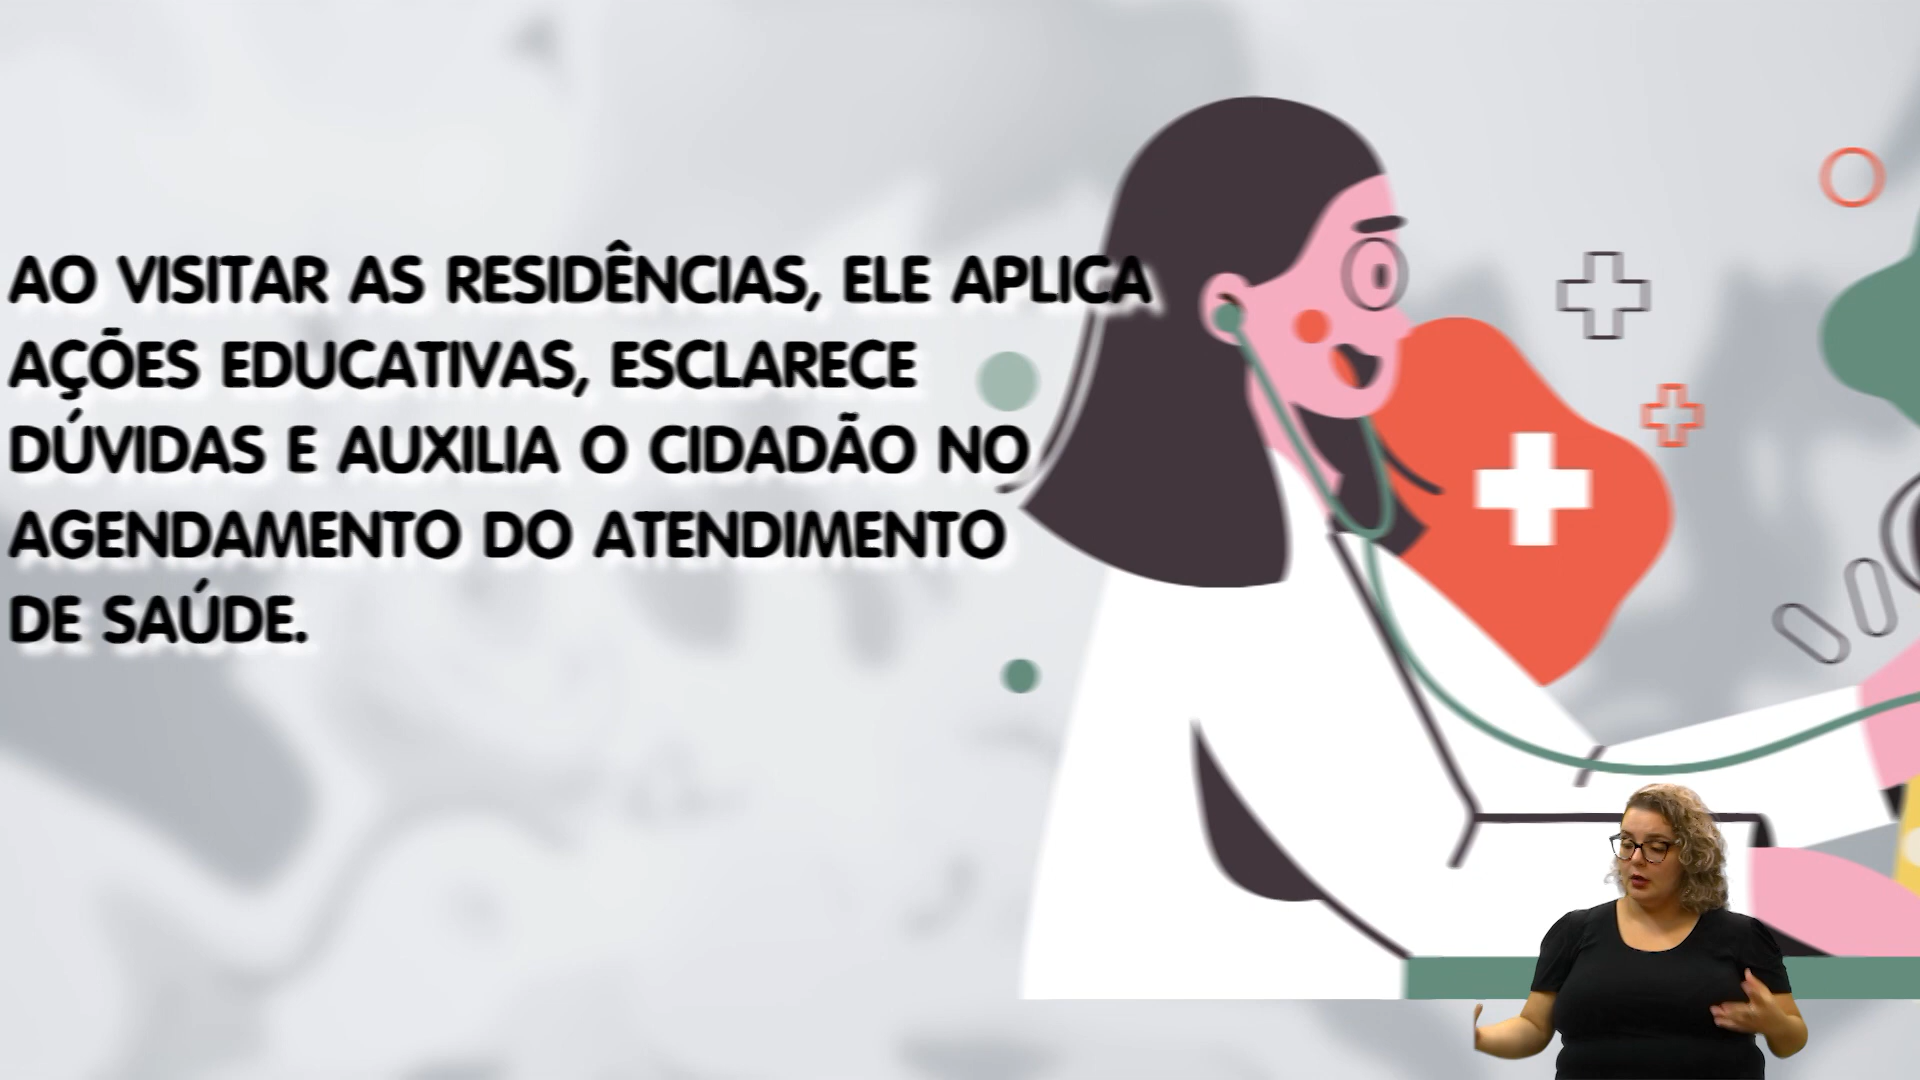 AO VISITAR AS RESIDÊNCIAS, ELE APLICA
AÇÕES EDUCATIVAS, ESCLARECE
DÚVIDAS E AUXILIA O CIDADÃO NO
AGENDAMENTO DO ATENDIMENTO
DE SAÚDE.